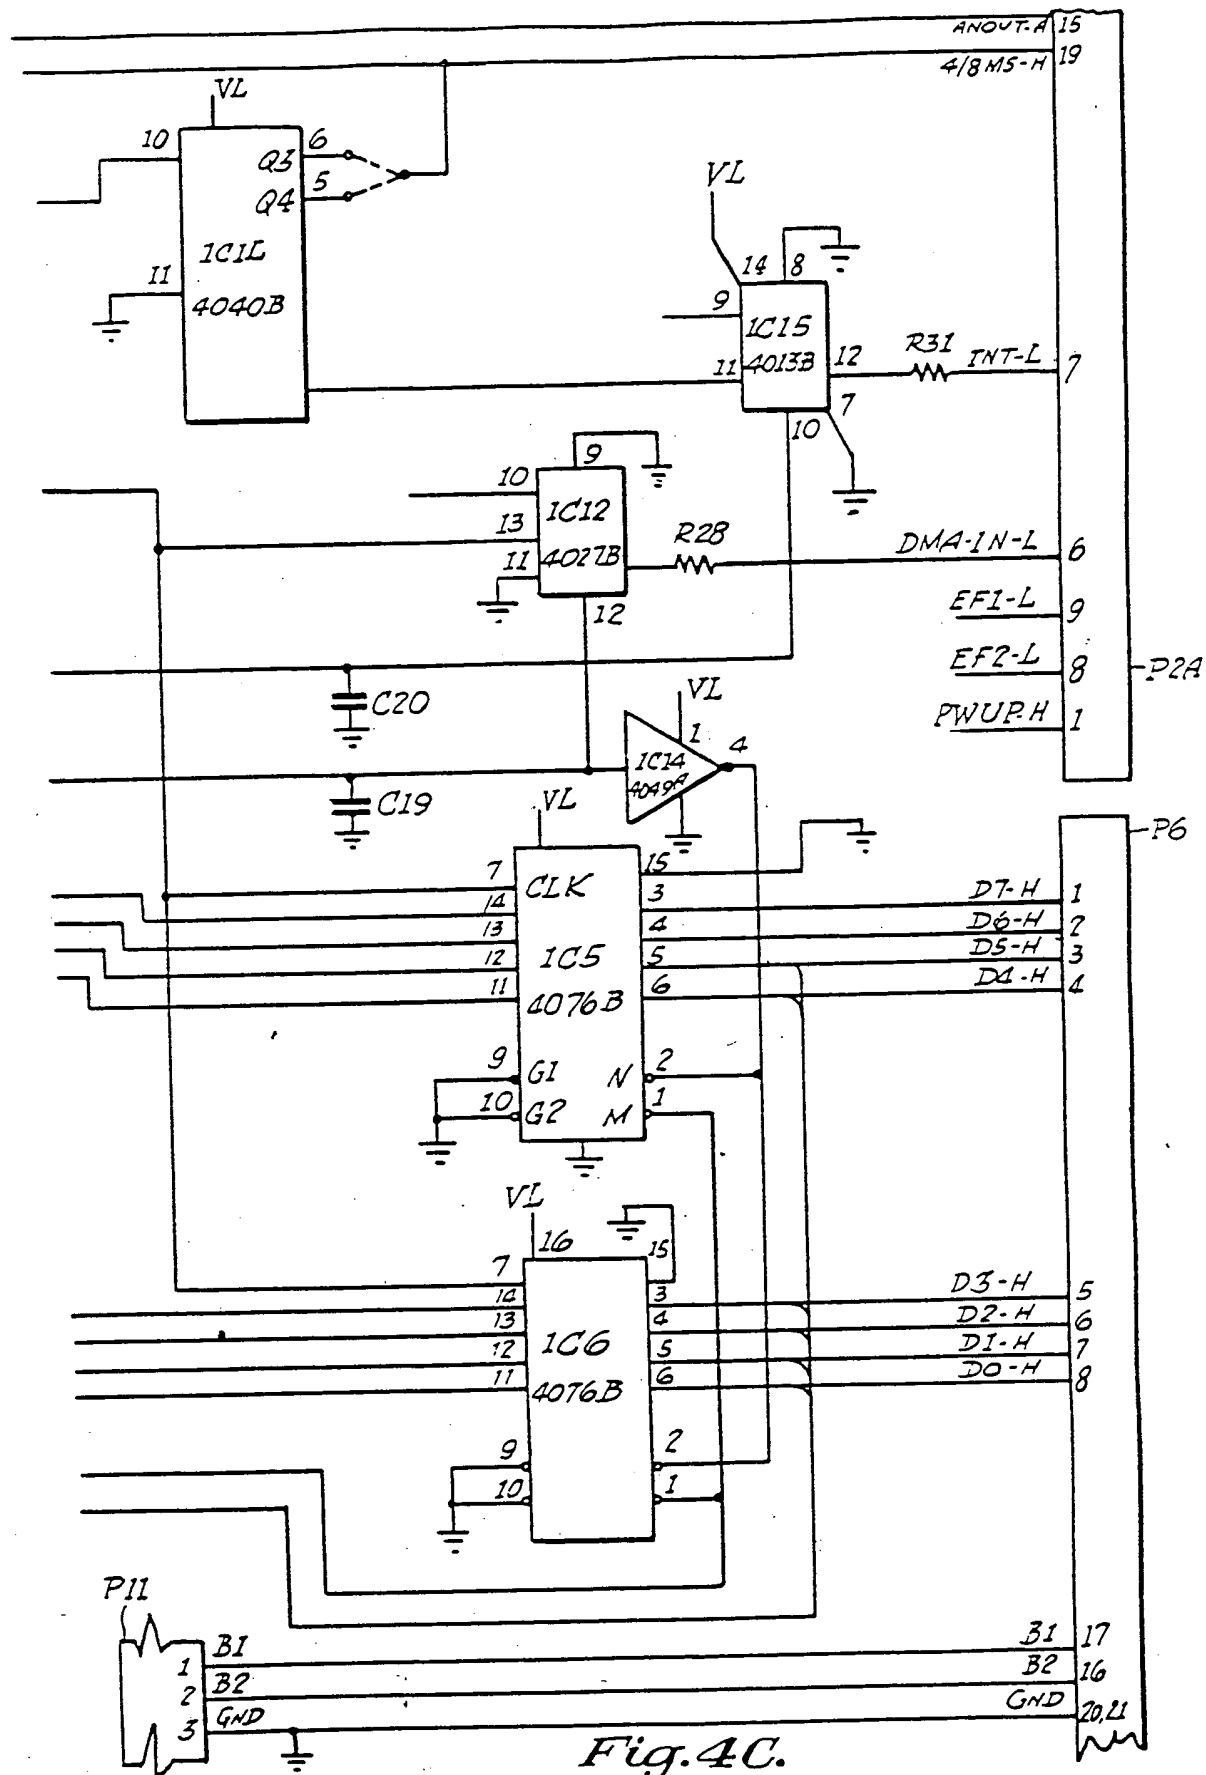 ANOUT-A 15
4/8MS-H 19
VL
10 Q3 6
Q4 5
1C1L
11
4040B
VL
14 8
9
1C15
11 4013B 12 R31 INT-L 7
7
10
9
10
1C12
13
11 4027B R28 DMA-IN-L 6
12
EF1-L 9
EF2-L 8
P2A
PWUP-H 1
C20
VL
1 4
1C14
4049A
C19
VL
P6
7 CLK 15
14 3 D7-H 1
13 4 D6-H 2
12 1C5 5 D5-H 3
11 4076B 6 D4-H 4
9 G1 N 2
10 G2 M 1
VL
16 15
7
14 3 D3-H 5
13 4 D2-H 6
12 1C6 5 D1-H 7
11 4076B 6 D0-H 8
9 2
10 1
P11
1 B1 B1 17
2 B2 B2 16
3 GND GND 20,21
Fig. 4C.